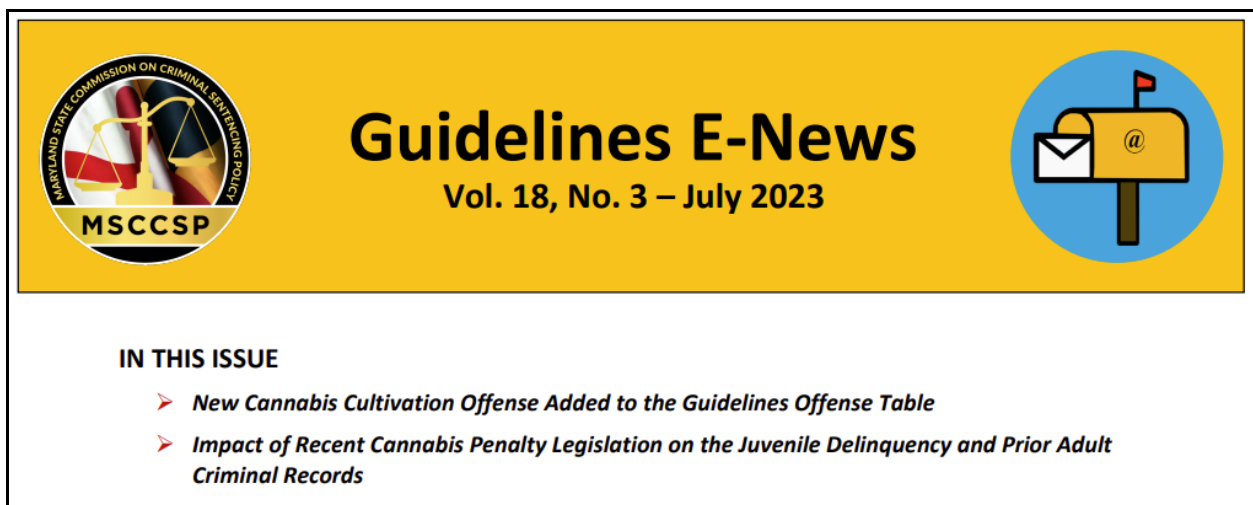 MARYLAND STATE COMMISSION ON CRIMINAL SENTENCING POLICY
MSCCSP
Guidelines E-News
Vol. 18, No. 3 – July 2023
@
IN THIS ISSUE
➢ New Cannabis Cultivation Offense Added to the Guidelines Offense Table
➢ Impact of Recent Cannabis Penalty Legislation on the Juvenile Delinquency and Prior Adult
Criminal Records